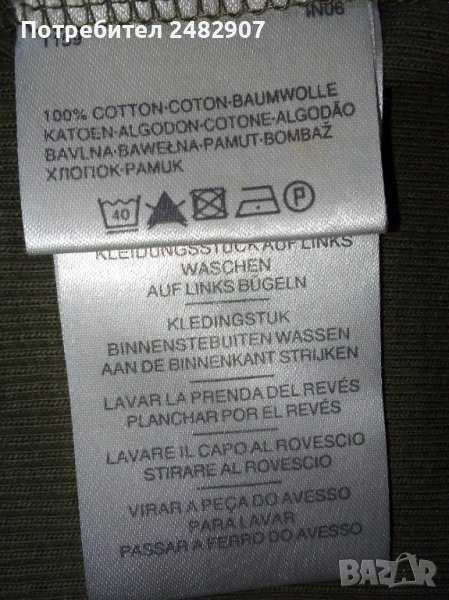 Потребител 2482907
IN06
1109
100% COTTON-COTON-BAUMWOLLE
KATOEN-ALGODON-COTONE-ALGODÃO
BAVLNA-BAWEŁNA-PAMUT-BOMBAŽ
ХЛОПОК-PAMUK
40
P
KLEIDUNGSSTÜCK AUF LINKS
WASCHEN
AUF LINKS BÜGELN
KLEDINGSTUK
BINNENSTEBUITEN WASSEN
AAN DE BINNENKANT STRIJKEN
LAVAR LA PRENDA DEL REVÉS
PLANCHAR POR EL REVÉS
LAVARE IL CAPO AL ROVESCIO
STIRARE AL ROVESCIO
VIRAR A PEÇA DO AVESSO
PARA LAVAR
PASSAR A FERRO DO AVESSO
BAZAR